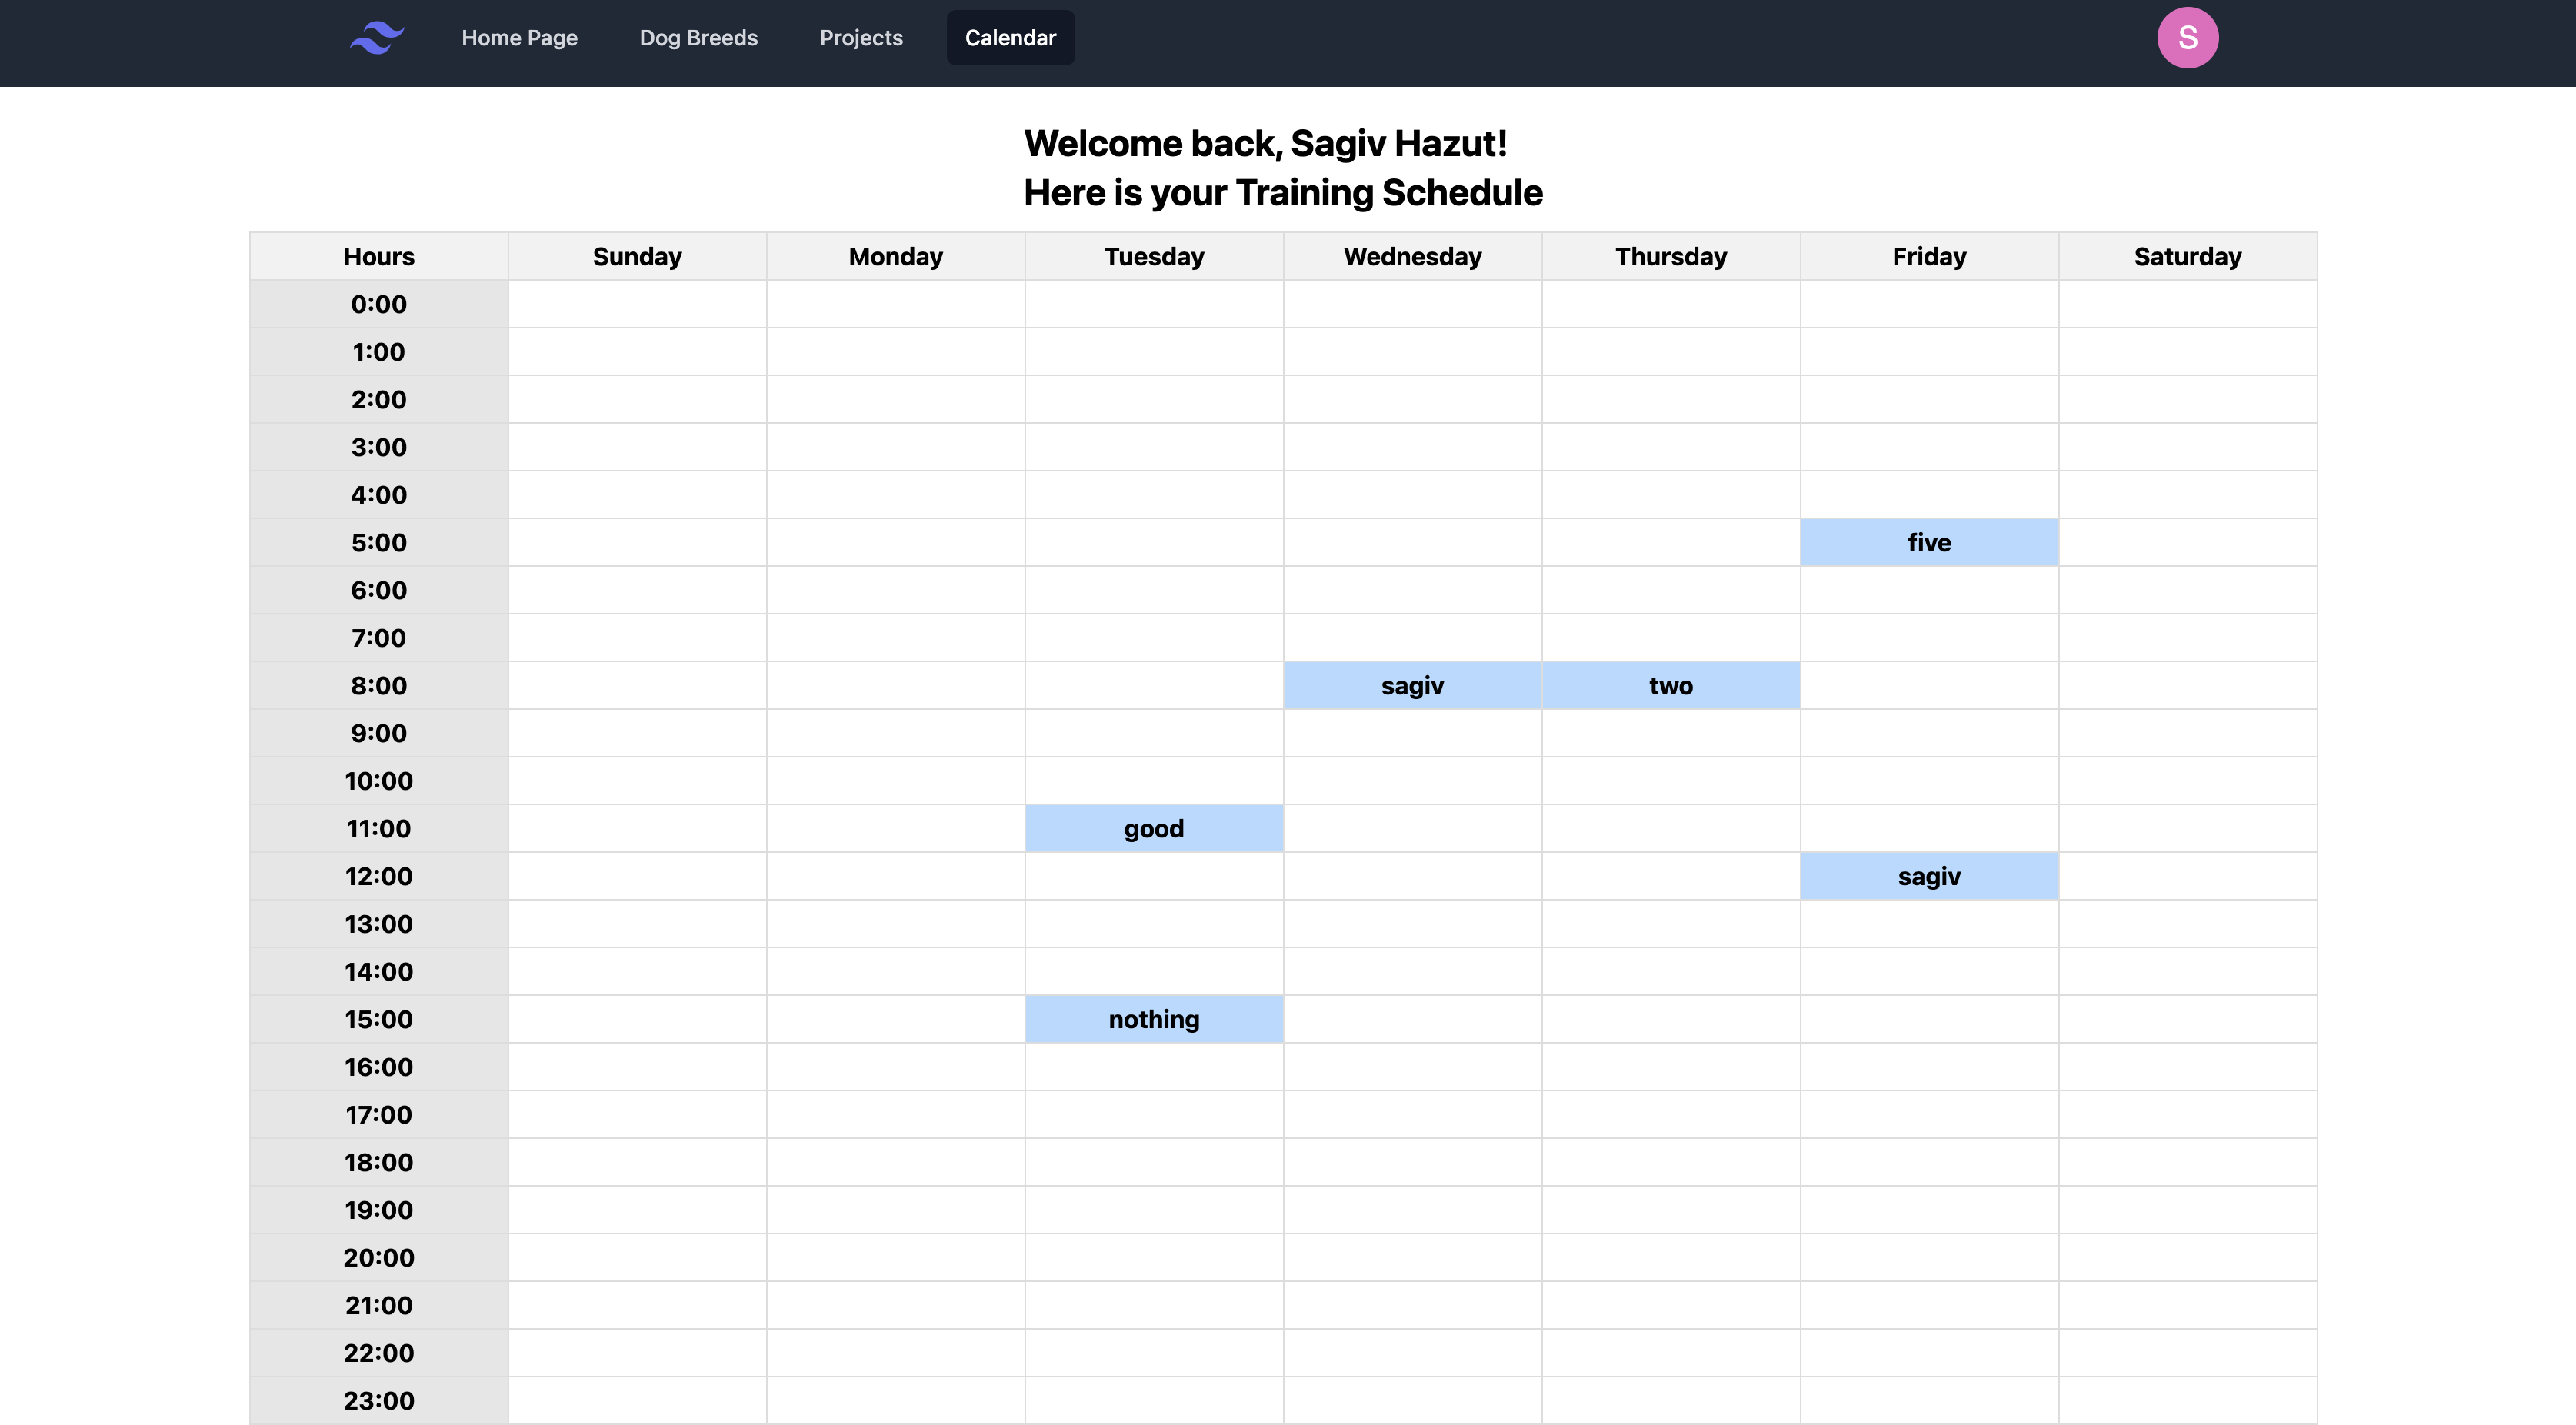 Home Page Dog Breeds Projects Calendar S
Welcome back, Sagiv Hazut!
Here is your Training Schedule
Hours Sunday Monday Tuesday Wednesday Thursday Friday Saturday
0:00
1:00
2:00
3:00
4:00
5:00 five
6:00
7:00
8:00 sagiv two
9:00
10:00
11:00 good
12:00 sagiv
13:00
14:00
15:00 nothing
16:00
17:00
18:00
19:00
20:00
21:00
22:00
23:00